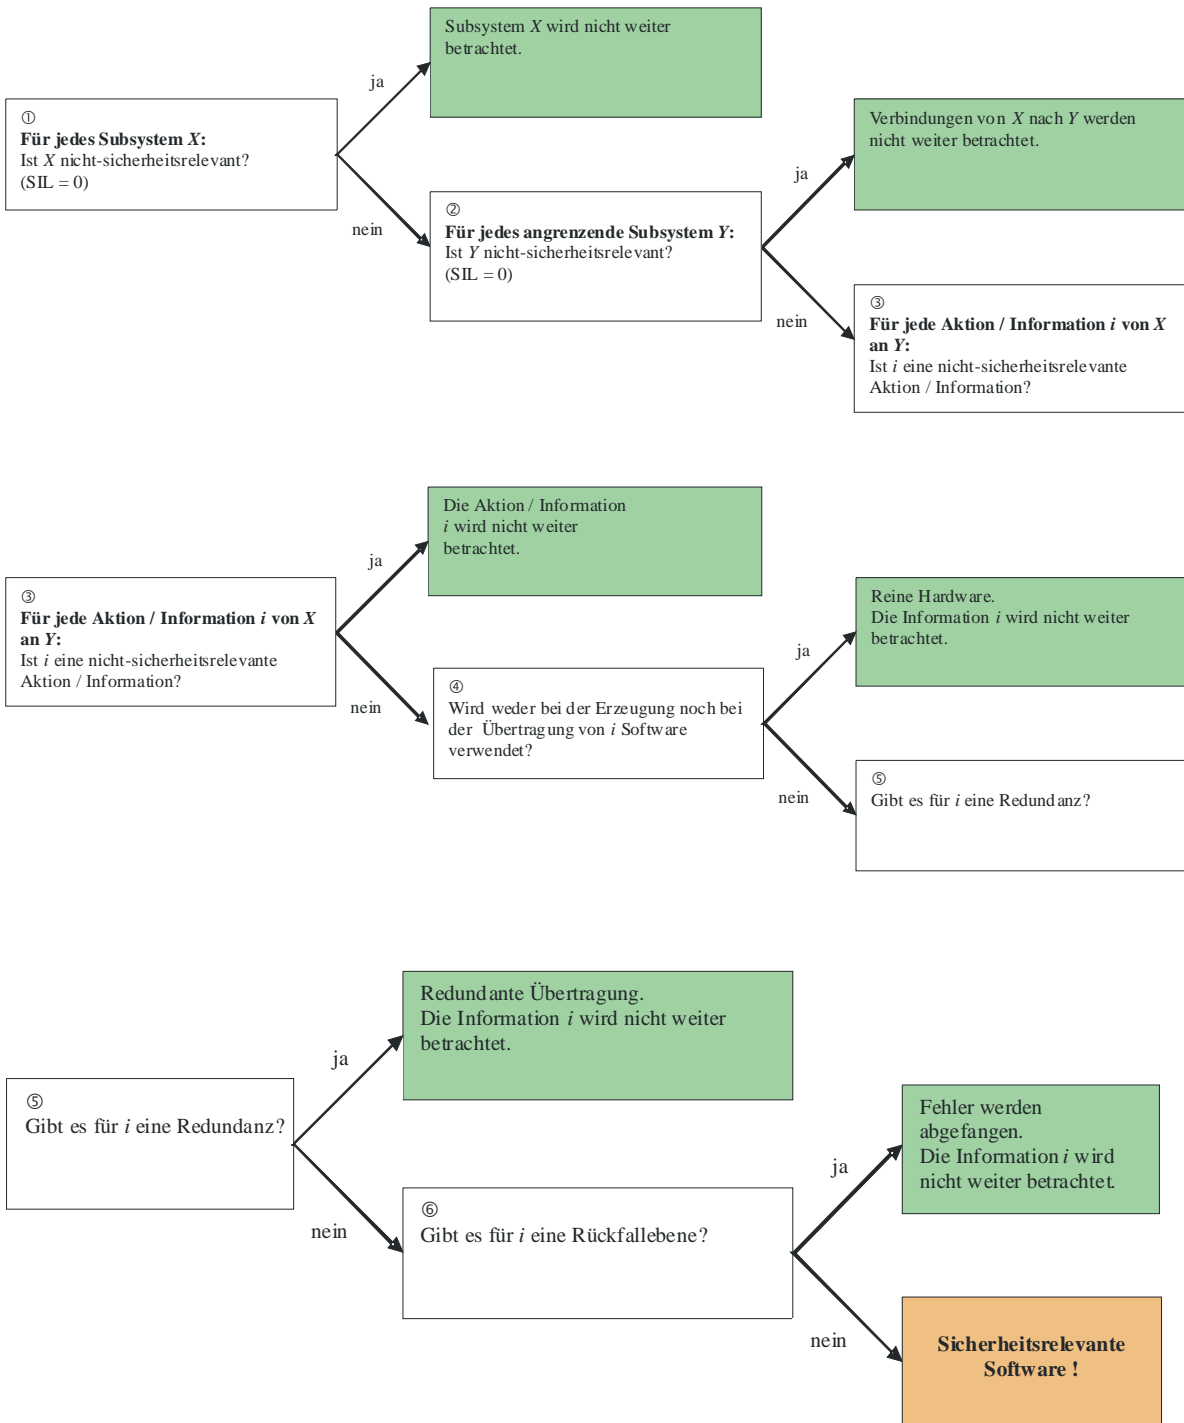 Subsystem X wird nicht weiter
betrachtet.
ja
①
Für jedes Subsystem X:
Ist X nicht-sicherheitsrelevant?
(SIL = 0)
nein
②
Für jedes angrenzende Subsystem Y:
Ist Y nicht-sicherheitsrelevant?
(SIL = 0)
ja
Verbindungen von X nach Y werden
nicht weiter betrachtet.
nein
③
Für jede Aktion / Information i von X
an Y:
Ist i eine nicht-sicherheitsrelevante
Aktion / Information?
Die Aktion / Information
i wird nicht weiter
betrachtet.
ja
③
Für jede Aktion / Information i von X
an Y:
Ist i eine nicht-sicherheitsrelevante
Aktion / Information?
nein
④
Wird weder bei der Erzeugung noch bei
der Übertragung von i Software
verwendet?
ja
Reine Hardware.
Die Information i wird nicht weiter
betrachtet.
nein
⑤
Gibt es für i eine Redundanz?
Redundante Übertragung.
Die Information i wird nicht weiter
betrachtet.
ja
⑤
Gibt es für i eine Redundanz?
nein
⑥
Gibt es für i eine Rückfallebene?
ja
Fehler werden
abgefangen.
Die Information i wird
nicht weiter betrachtet.
nein
Sicherheitsrelevante
Software !